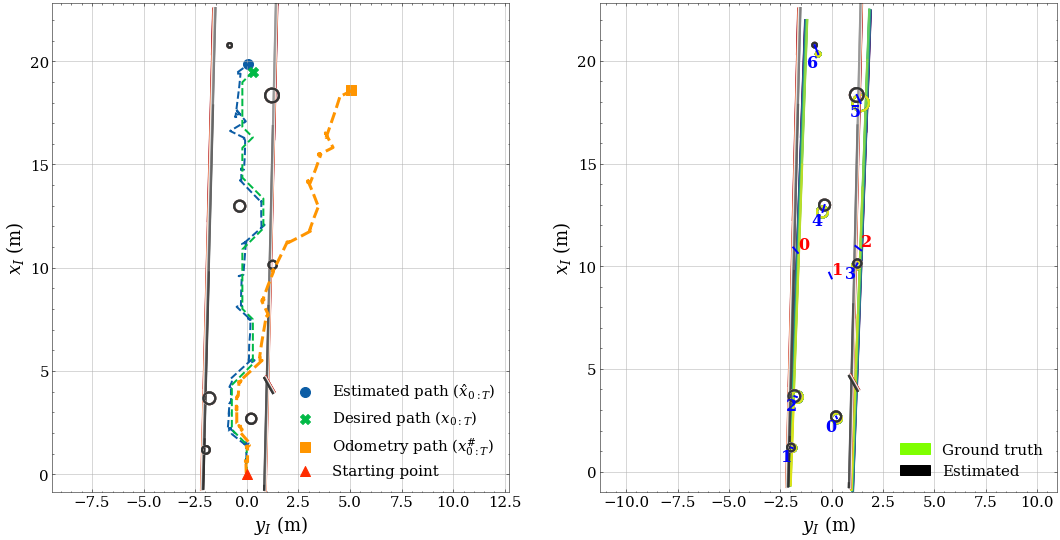 20
15
10
5
0
x_I (m)
−7.5 −5.0 −2.5 0.0 2.5 5.0 7.5 10.0 12.5
y_I (m)
Estimated path (x̂_{0:T})
Desired path (x_{0:T})
Odometry path (x^#_{0:T})
Starting point
20
15
10
5
0
x_I (m)
−10.0 −7.5 −5.0 −2.5 0.0 2.5 5.0 7.5 10.0
y_I (m)
6
5
4
0
2
1
3
2
0
1
Ground truth
Estimated